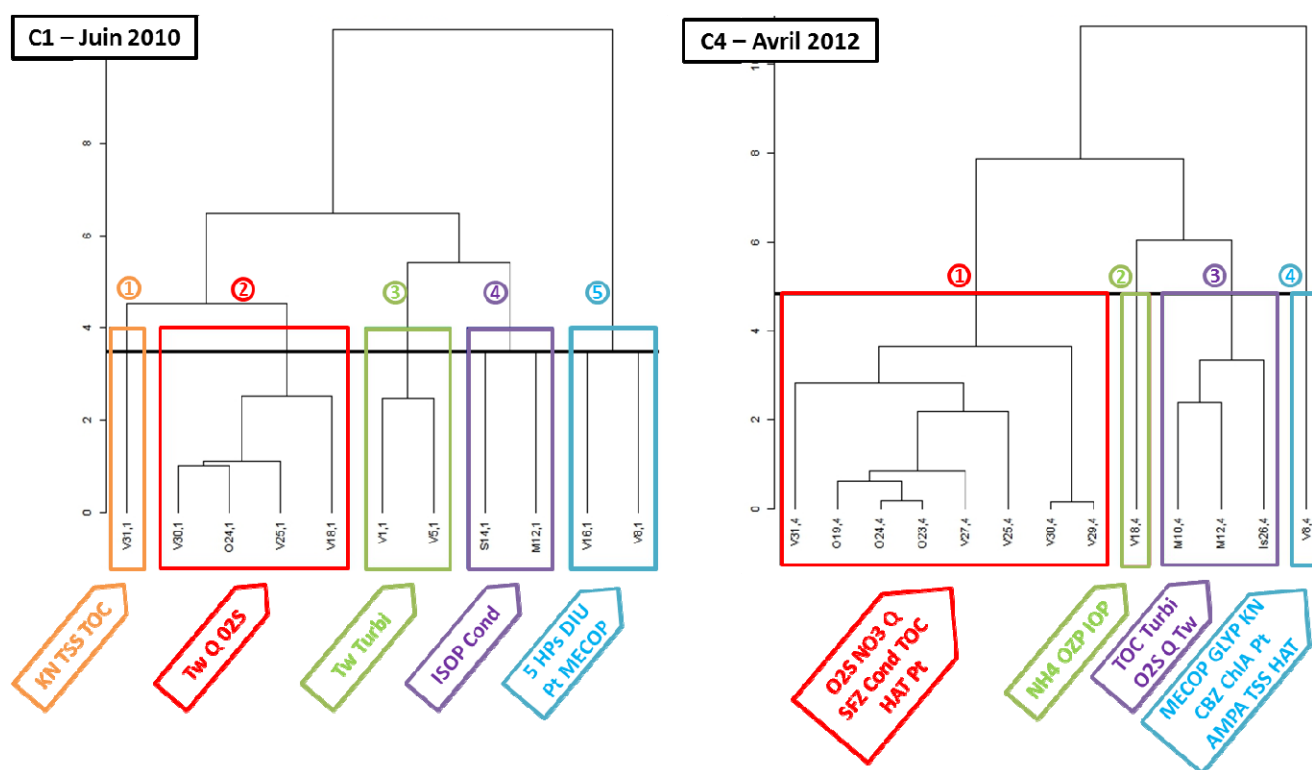 C1 – Juin 2010
8
6
4
2
0
①
②
③
④
⑤
V31,1
V30,1
O24,1
V25,1
V18,1
V1,1
V5,1
S14,1
M12,1
V16,1
V8,1
KN TSS TOC
Tw Q 02S
Tw Turbi
ISOP Cond
5 HPs DIU
Pt MECOP
C4 – Avril 2012
8
6
4
2
0
①
②
③
④
V31,4
O19,4
O24,4
O23,4
V27,4
V25,4
V30,4
V29,4
V18,4
M10,4
M12,4
Is26,4
V8,4
O2S NO3 Q
SFZ Cond TOC
HAT Pt
NH4 OZP IOP
TOC Turbi
O2S Q Tw
MECOP GLYP KN
CBZ ChlA Pt
AMPA TSS HAT